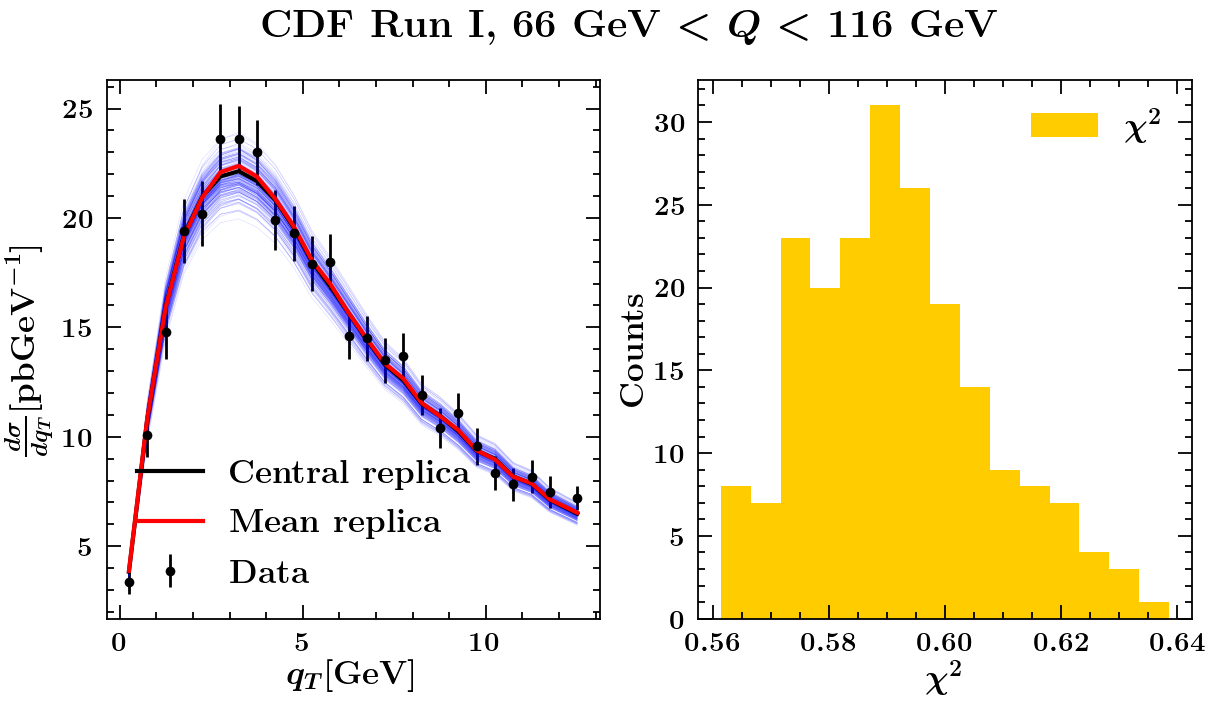 CDF Run I, 66 GeV < Q < 116 GeV
25
20
15
10
5
dσ/dq_T [pbGeV⁻¹]
Central replica
Mean replica
Data
0 5 10
q_T[GeV]
χ²
30
25
20
15
10
5
0
Counts
0.56 0.58 0.60 0.62 0.64
χ²